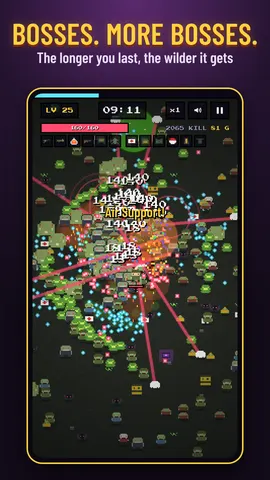 BOSSES. MORE BOSSES.
The longer you last, the wilder it gets
LV 25
09:11
x1
160/160
2065 KILL 81 G
Air Support!